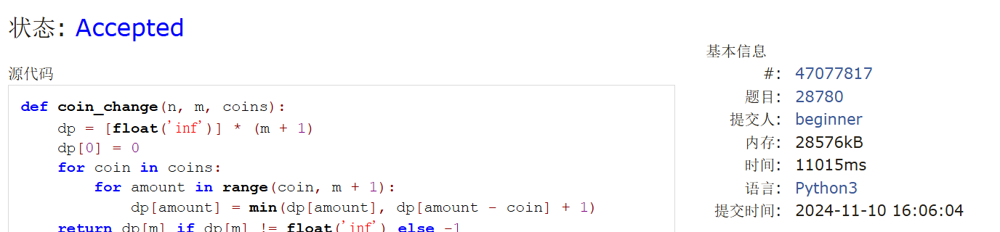 状态: Accepted
源代码
def coin_change(n, m, coins):
    dp = [float('inf')] * (m + 1)
    dp[0] = 0
    for coin in coins:
        for amount in range(coin, m + 1):
            dp[amount] = min(dp[amount], dp[amount - coin] + 1)
    return dp[m] if dp[m] != float('inf') else -1
基本信息
#: 47077817
题目: 28780
提交人: beginner
内存: 28576kB
时间: 11015ms
语言: Python3
提交时间: 2024-11-10 16:06:04